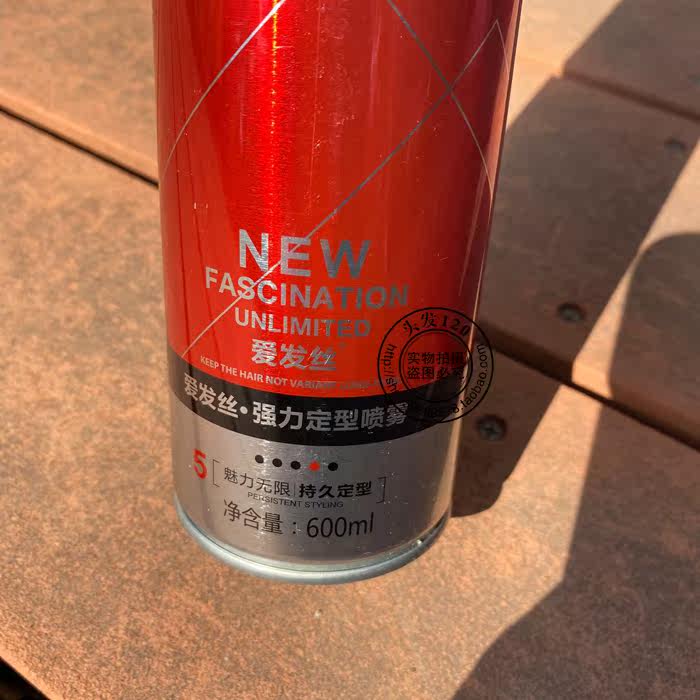 NEW
FASCINATION
UNLIMITED
爱发丝
KEEP THE HAIR NOT VARIANT
爱发丝·强力定型喷雾
5
魅力无限 | 持久定型
PERSISTENT STYLING
净含量：600ml
头发120
实物拍摄
盗图必究